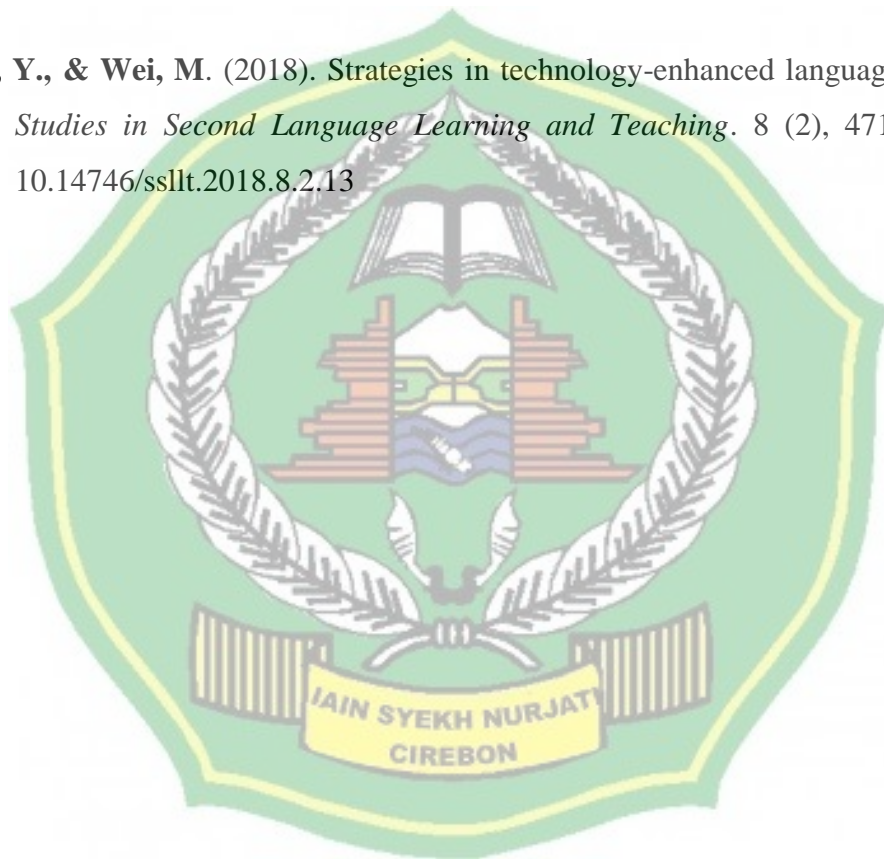 , Y., & Wei, M. (2018). Strategies in technology-enhanced languag
Studies in Second Language Learning and Teaching. 8 (2), 471
10.14746/ssllt.2018.8.2.13
IAIN SYEKH NURJATI
CIREBON